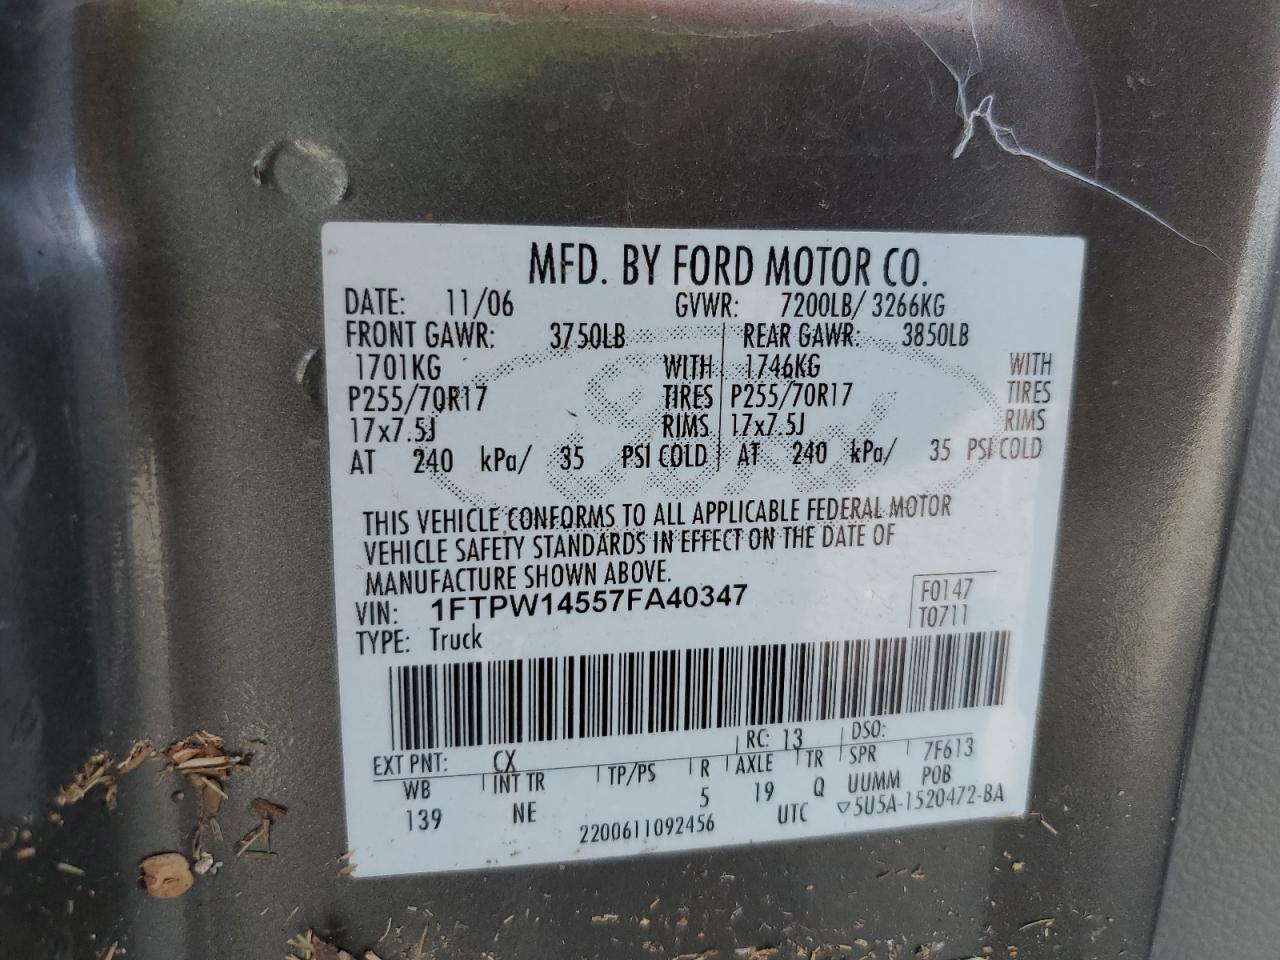 MFD. BY FORD MOTOR CO.
DATE: 11/06 GVWR: 7200LB/ 3266KG
FRONT GAWR: 3750LB REAR GAWR: 3850LB
1701KG WITH 1746KG WITH
P255/70R17 TIRES P255/70R17 TIRES
17x7.5J RIMS 17x7.5J RIMS
AT 240 kPa/ 35 PSI COLD AT 240 kPa/ 35 PSI COLD
THIS VEHICLE CONFORMS TO ALL APPLICABLE FEDERAL MOTOR
VEHICLE SAFETY STANDARDS IN EFFECT ON THE DATE OF
MANUFACTURE SHOWN ABOVE.
VIN: 1FTPW14557FA40347 F0147
TYPE: Truck T0711
EXT PNT: CX RC: 13 DSO:
WB INT TR TP/PS R AXLE TR SPR 7F613
139 NE 5 19 Q UUMM POB
2200611092456 UTC ▽5U5A-1520472-BA
Ford